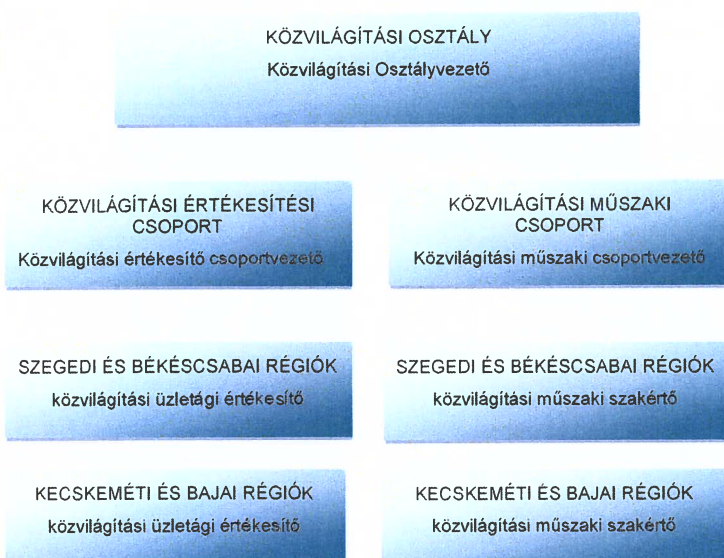 KÖZVILÁGÍTÁSI OSZTÁLY
Közvilágítási Osztályvezető
KÖZVILÁGÍTÁSI ÉRTÉKESÍTÉSI
CSOPORT
Közvilágítási értékesítő csoportvezető
KÖZVILÁGÍTÁSI MŰSZAKI
CSOPORT
Közvilágítási műszaki csoportvezető
SZEGEDI ÉS BÉKÉSCSABAI RÉGIÓK
közvilágítási üzletági értékesítő
SZEGEDI ÉS BÉKÉSCSABAI RÉGIÓK
közvilágítási műszaki szakértő
KECSKEMÉTI ÉS BAJAI RÉGIÓK
közvilágítási üzletági értékesítő
KECSKEMÉTI ÉS BAJAI RÉGIÓK
közvilágítási műszaki szakértő